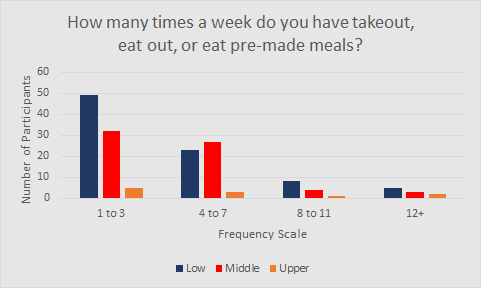 How many times a week do you have takeout,
eat out, or eat pre-made meals?
Number of Participants
60
50
40
30
20
10
0
1 to 3
4 to 7
8 to 11
12+
Frequency Scale
Low
Middle
Upper